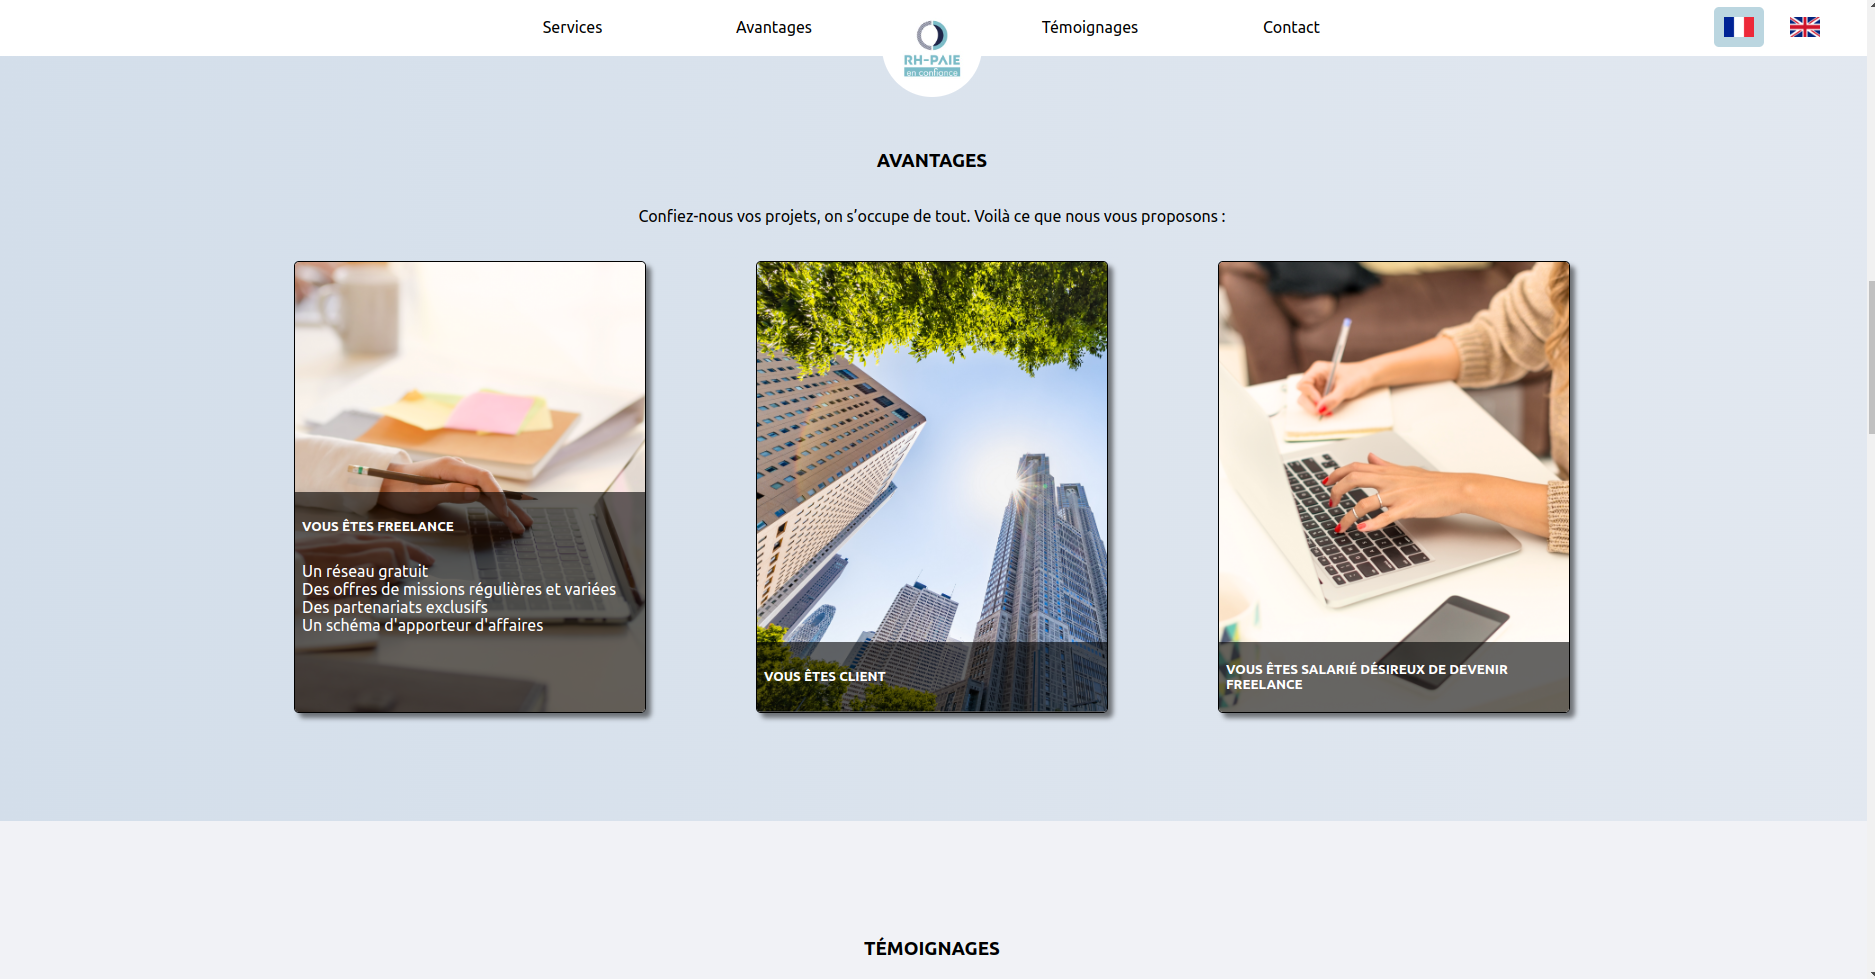 Services
Avantages
RH-PAIE
en confiance
Témoignages
Contact
AVANTAGES
Confiez-nous vos projets, on s’occupe de tout. Voilà ce que nous vous proposons :
VOUS ÊTES FREELANCE
Un réseau gratuit
Des offres de missions régulières et variées
Des partenariats exclusifs
Un schéma d'apporteur d'affaires
VOUS ÊTES CLIENT
VOUS ÊTES SALARIÉ DÉSIREUX DE DEVENIR
FREELANCE
TÉMOIGNAGES